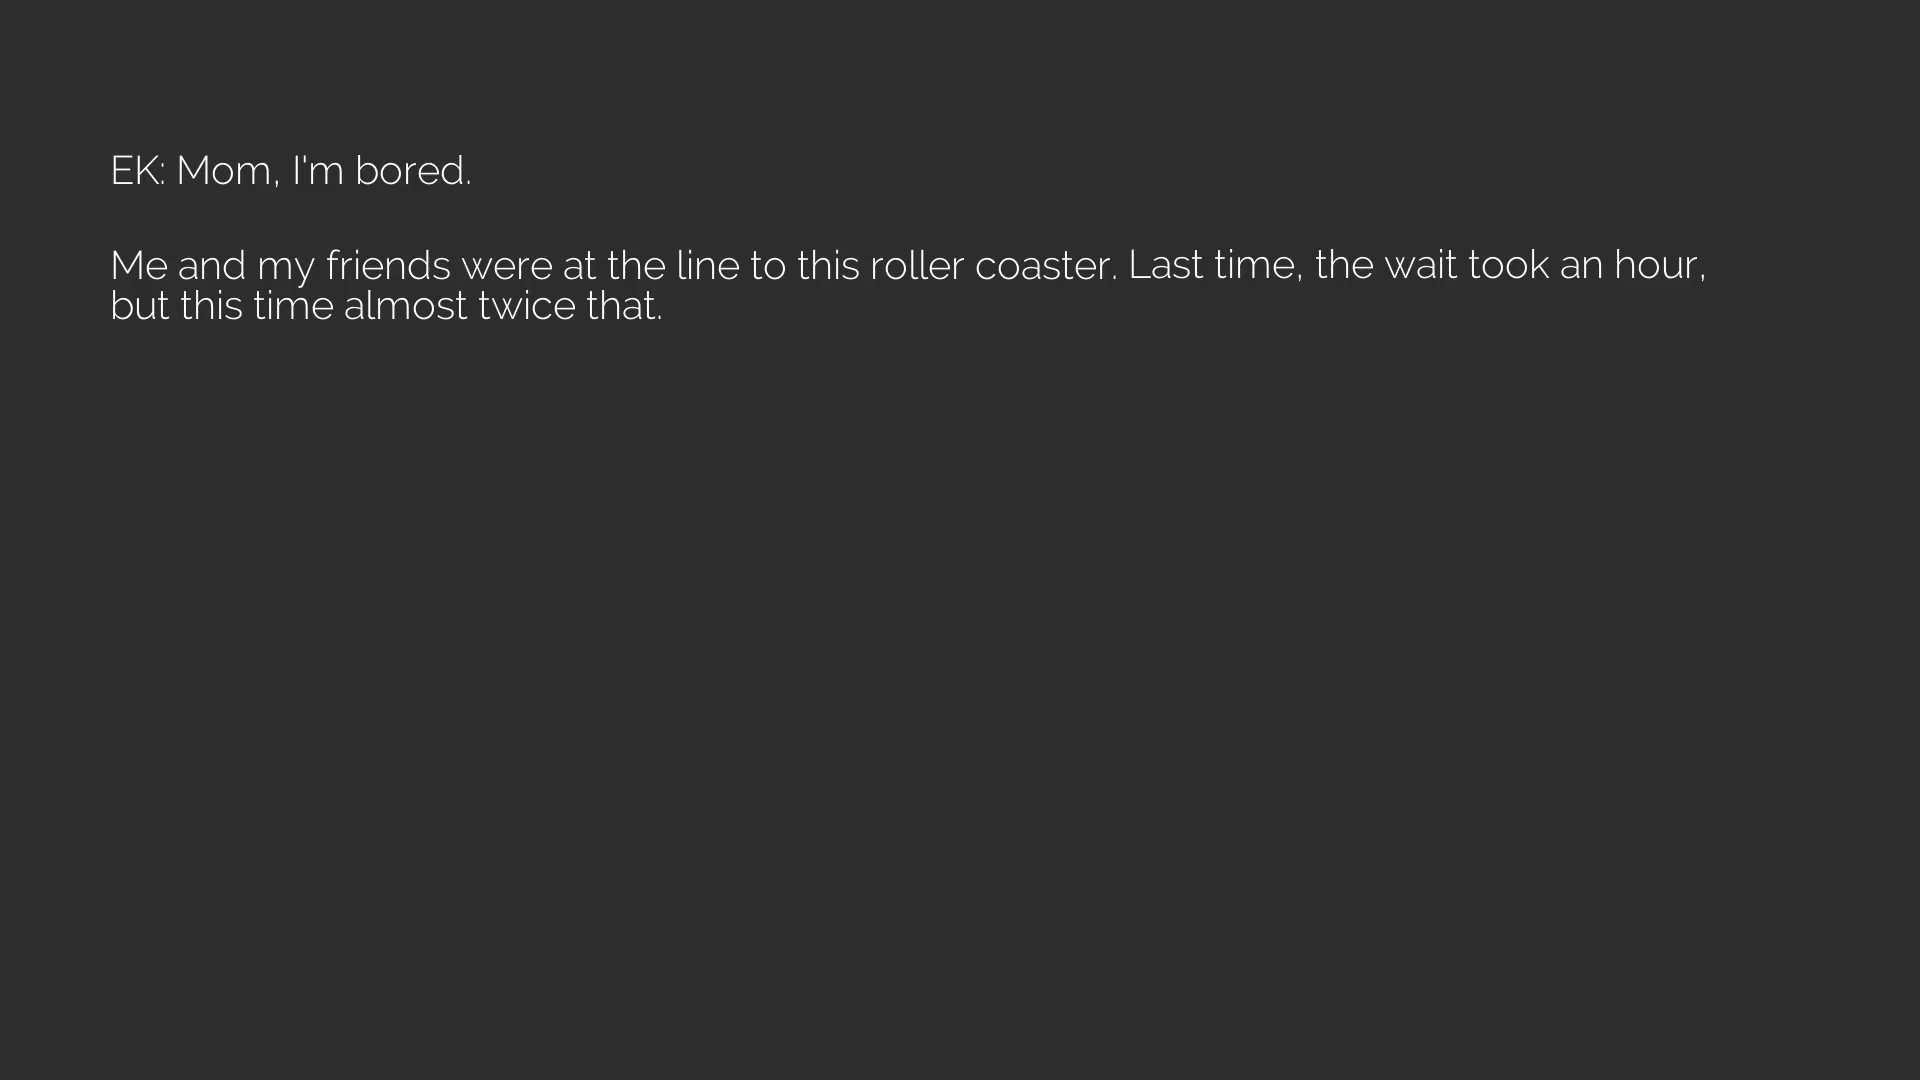 EK: Mom, I'm bored.
Me and my friends were at the line to this roller coaster. Last time, the wait took an hour,
but this time almost twice that.